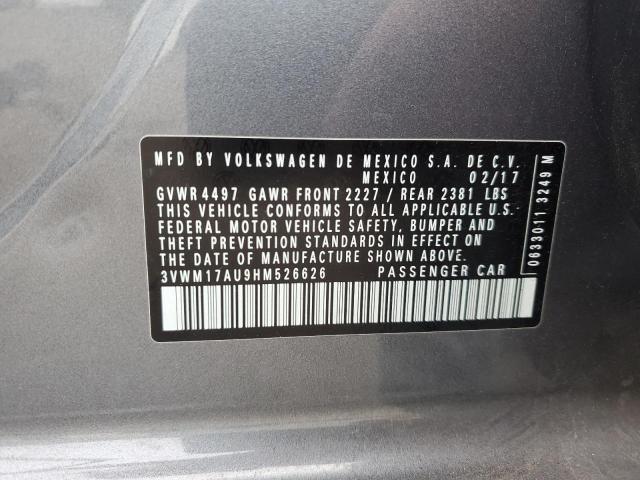 MFD BY VOLKSWAGEN DE MEXICO S.A. DE C.V.
MEXICO 02/17
GVWR 4497 GAWR FRONT 2227 / REAR 2381 LBS
THIS VEHICLE CONFORMS TO ALL APPLICABLE U.S.
FEDERAL MOTOR VEHICLE SAFETY, BUMPER AND
THEFT PREVENTION STANDARDS IN EFFECT ON
THE DATE OF MANUFACTURE SHOWN ABOVE.
3VWM17AU9HM526626 PASSENGER CAR
0633011 3249 M